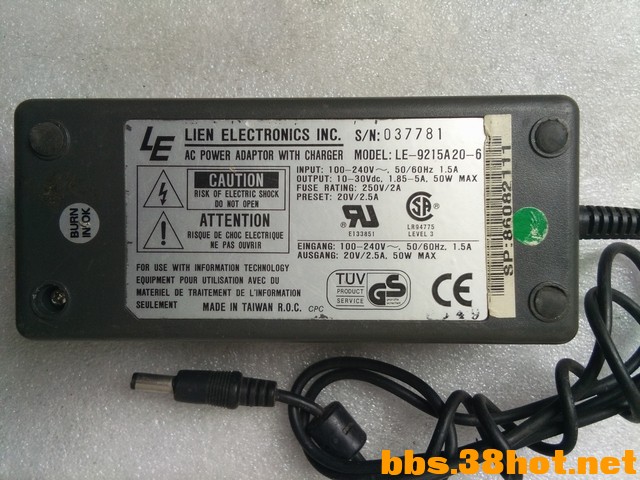 LE
LIEN ELECTRONICS INC. S/N:037781
AC POWER ADAPTOR WITH CHARGER MODEL: LE-9215A20-6
CAUTION
RISK OF ELECTRIC SHOCK
DO NOT OPEN
INPUT: 100-240V~, 50/60Hz 1.5A
OUTPUT: 10-30Vdc, 1.85-5A, 50W MAX
FUSE RATING: 250V/2A
PRESET: 20V/2.5A
ATTENTION
RISQUE DE CHOC ELECTRIQUE
NE PAS OUVRIR
E133851
LR94775
LEVEL 3
EINGANG: 100-240V~, 50/60Hz, 1.5A
AUSGANG: 20V/2.5A, 50W MAX
FOR USE WITH INFORMATION TECHNOLOGY
EQUIPMENT POUR UTILISATION AVEC DU
MATERIEL DE TRAITEMENT DE L'INFORMATION
SEULEMENT MADE IN TAIWAN R.O.C. CPC
TUV
PRODUCT
SERVICE
GS
CE
BURN
IN OK
SP:86082111
bbs.38hot.net